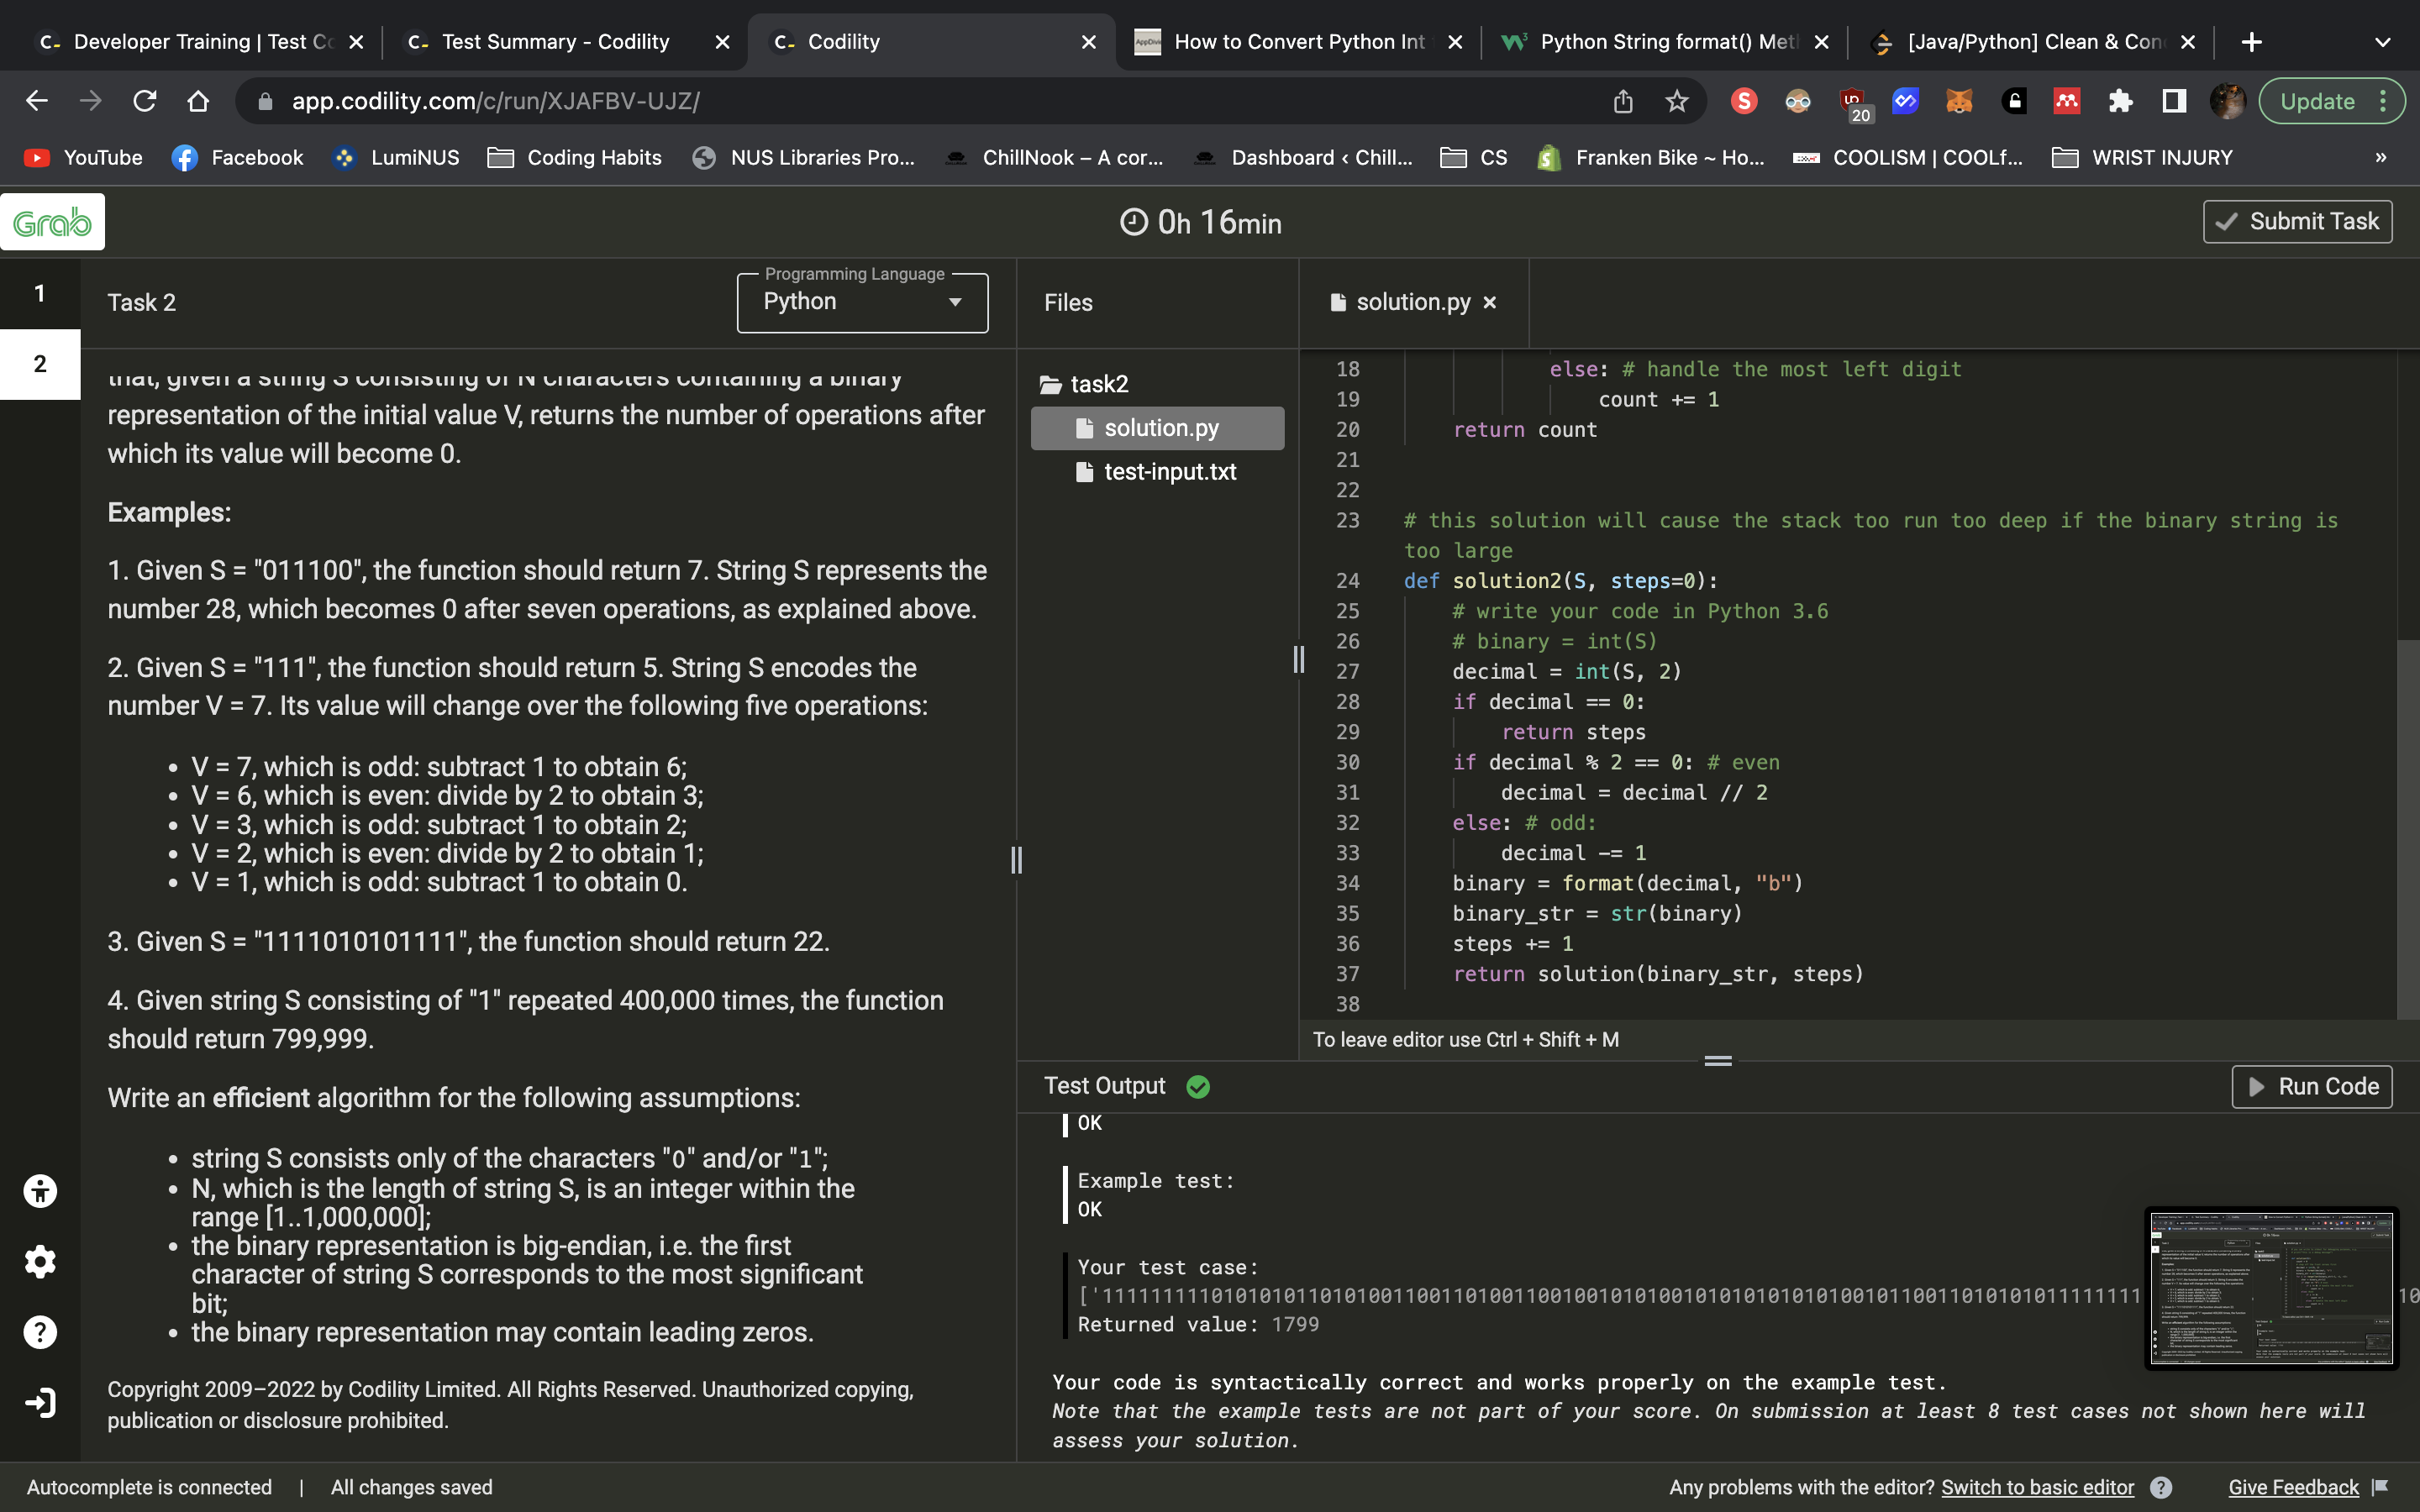 Developer Training | Test Co
Test Summary - Codility
Codility
How to Convert Python Int
Python String format() Met
[Java/Python] Clean & Con
app.codility.com/c/run/XJAFBV-UJZ/
20
Update
YouTube
Facebook
LumiNUS
Coding Habits
NUS Libraries Pro...
ChillNook – A cor...
Dashboard ‹ Chill...
CS
Franken Bike ~ Ho...
COOLISM | COOLf...
WRIST INJURY
»
Grab
0h 16min
Submit Task
1
2
Task 2
Programming Language
Python
that, given a string S consisting of N characters containing a binary
representation of the initial value V, returns the number of operations after
which its value will become 0.
Examples:
1. Given S = "011100", the function should return 7. String S represents the
number 28, which becomes 0 after seven operations, as explained above.
2. Given S = "111", the function should return 5. String S encodes the
number V = 7. Its value will change over the following five operations:
• V = 7, which is odd: subtract 1 to obtain 6;
• V = 6, which is even: divide by 2 to obtain 3;
• V = 3, which is odd: subtract 1 to obtain 2;
• V = 2, which is even: divide by 2 to obtain 1;
• V = 1, which is odd: subtract 1 to obtain 0.
3. Given S = "1111010101111", the function should return 22.
4. Given string S consisting of "1" repeated 400,000 times, the function
should return 799,999.
Write an efficient algorithm for the following assumptions:
• string S consists only of the characters "0" and/or "1";
• N, which is the length of string S, is an integer within the
range [1..1,000,000];
• the binary representation is big-endian, i.e. the first
character of string S corresponds to the most significant
bit;
• the binary representation may contain leading zeros.
Copyright 2009–2022 by Codility Limited. All Rights Reserved. Unauthorized copying,
publication or disclosure prohibited.
Files
task2
solution.py
test-input.txt
solution.py
18 else: # handle the most left digit
19 count += 1
20 return count
21
22
23 # this solution will cause the stack too run too deep if the binary string is
too large
24 def solution2(S, steps=0):
25 # write your code in Python 3.6
26 # binary = int(S)
27 decimal = int(S, 2)
28 if decimal == 0:
29 return steps
30 if decimal % 2 == 0: # even
31 decimal = decimal // 2
32 else: # odd:
33 decimal -= 1
34 binary = format(decimal, "b")
35 binary_str = str(binary)
36 steps += 1
37 return solution(binary_str, steps)
38
To leave editor use Ctrl + Shift + M
Test Output
Run Code
OK
Example test:
OK
Your test case:
Returned value: 1799
Your code is syntactically correct and works properly on the example test.
Note that the example tests are not part of your score. On submission at least 8 test cases not shown here will
assess your solution.
Autocomplete is connected | All changes saved
Any problems with the editor? Switch to basic editor
Give Feedback